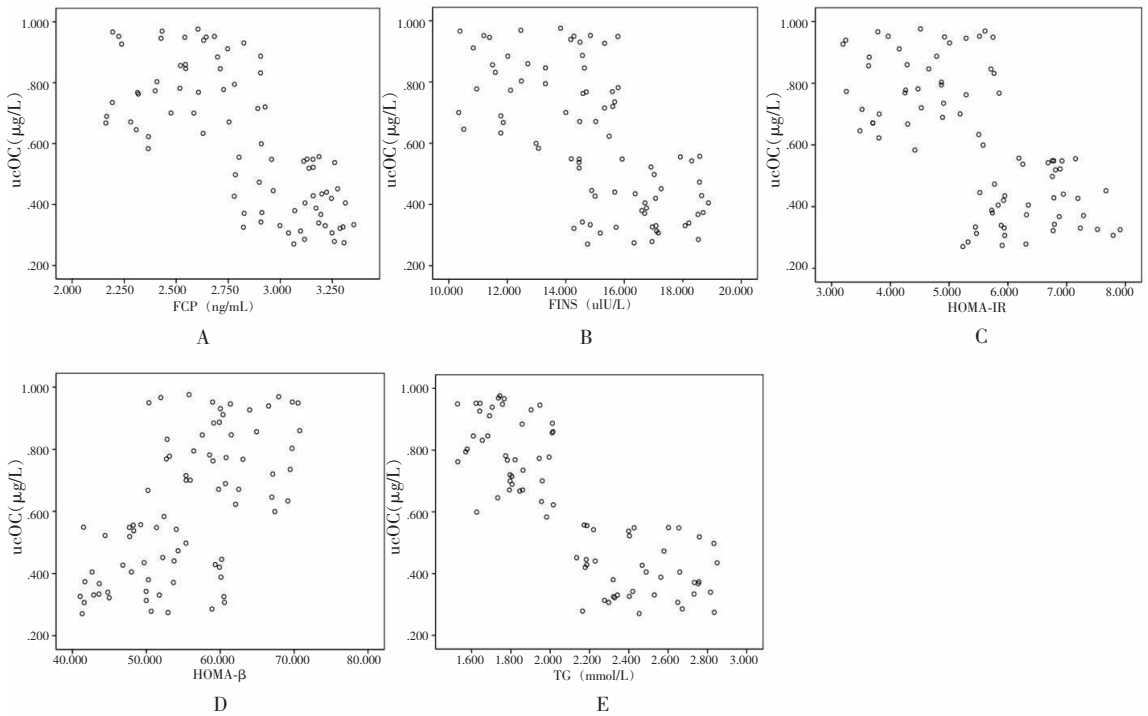 1.000
.800
.600
.400
.200
ucOC(μg/L)
2.000 2.250 2.500 2.750 3.000 3.250
FCP (ng/mL)
A
1.000
.800
.600
.400
.200
ucOC(μg/L)
10.000 12.000 14.000 16.000 18.000 20.000
FINS (uIU/L)
B
1.000
.800
.600
.400
.200
ucOC(μg/L)
3.000 4.000 5.000 6.000 7.000 8.000
HOMA-IR
C
1.000
.800
.600
.400
.200
ucOC(μg/L)
40.000 50.000 60.000 70.000 80.000
HOMA-β
D
1.000
.800
.600
.400
.200
ucOC(μg/L)
1.600 1.800 2.000 2.200 2.400 2.600 2.800 3.000
TG (mmol/L)
E